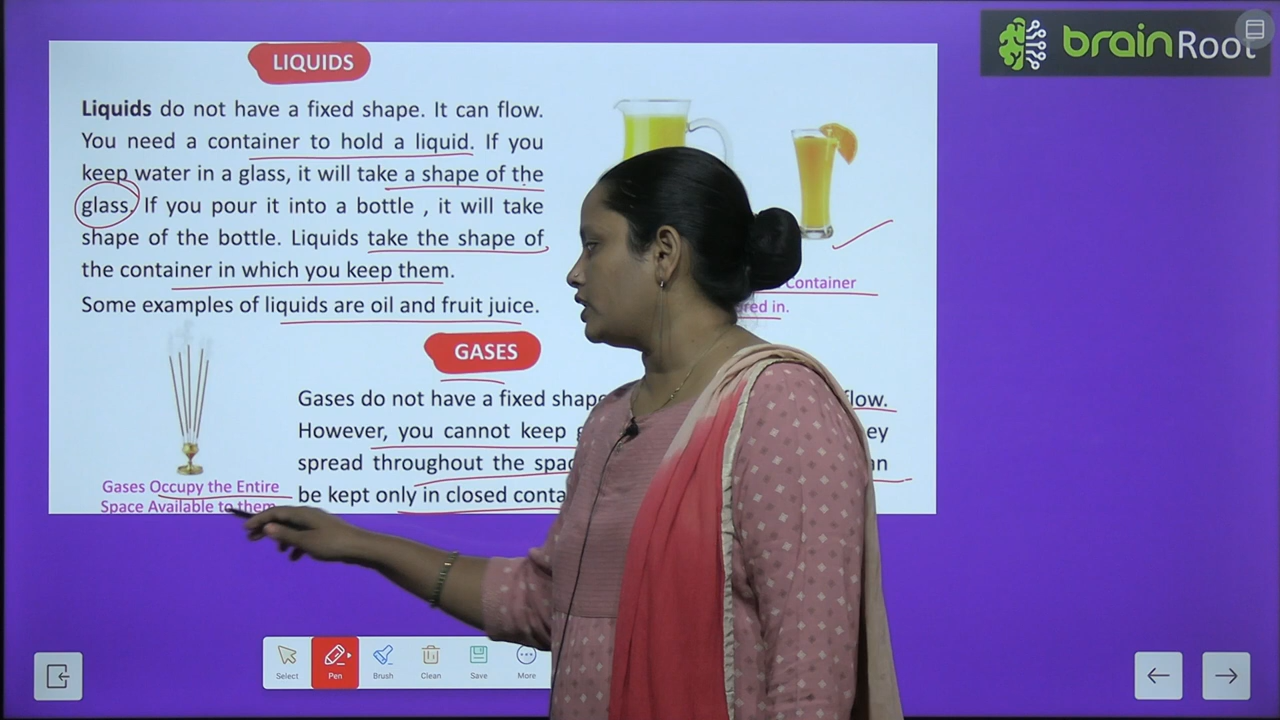 brainRoot
LIQUIDS
Liquids do not have a fixed shape. It can flow.
You need a container to hold a liquid. If you
keep water in a glass, it will take a shape of the
glass. If you pour it into a bottle , it will take
shape of the bottle. Liquids take the shape of
the container in which you keep them.
Some examples of liquids are oil and fruit juice.
Container
in.
GASES
Gases do not have a fixed shape flow.
However, you cannot keep
spread throughout the
be kept only in closed
Gases Occupy the Entire
Space Available to them
Select
Pen
Brush
Clean
Save
More